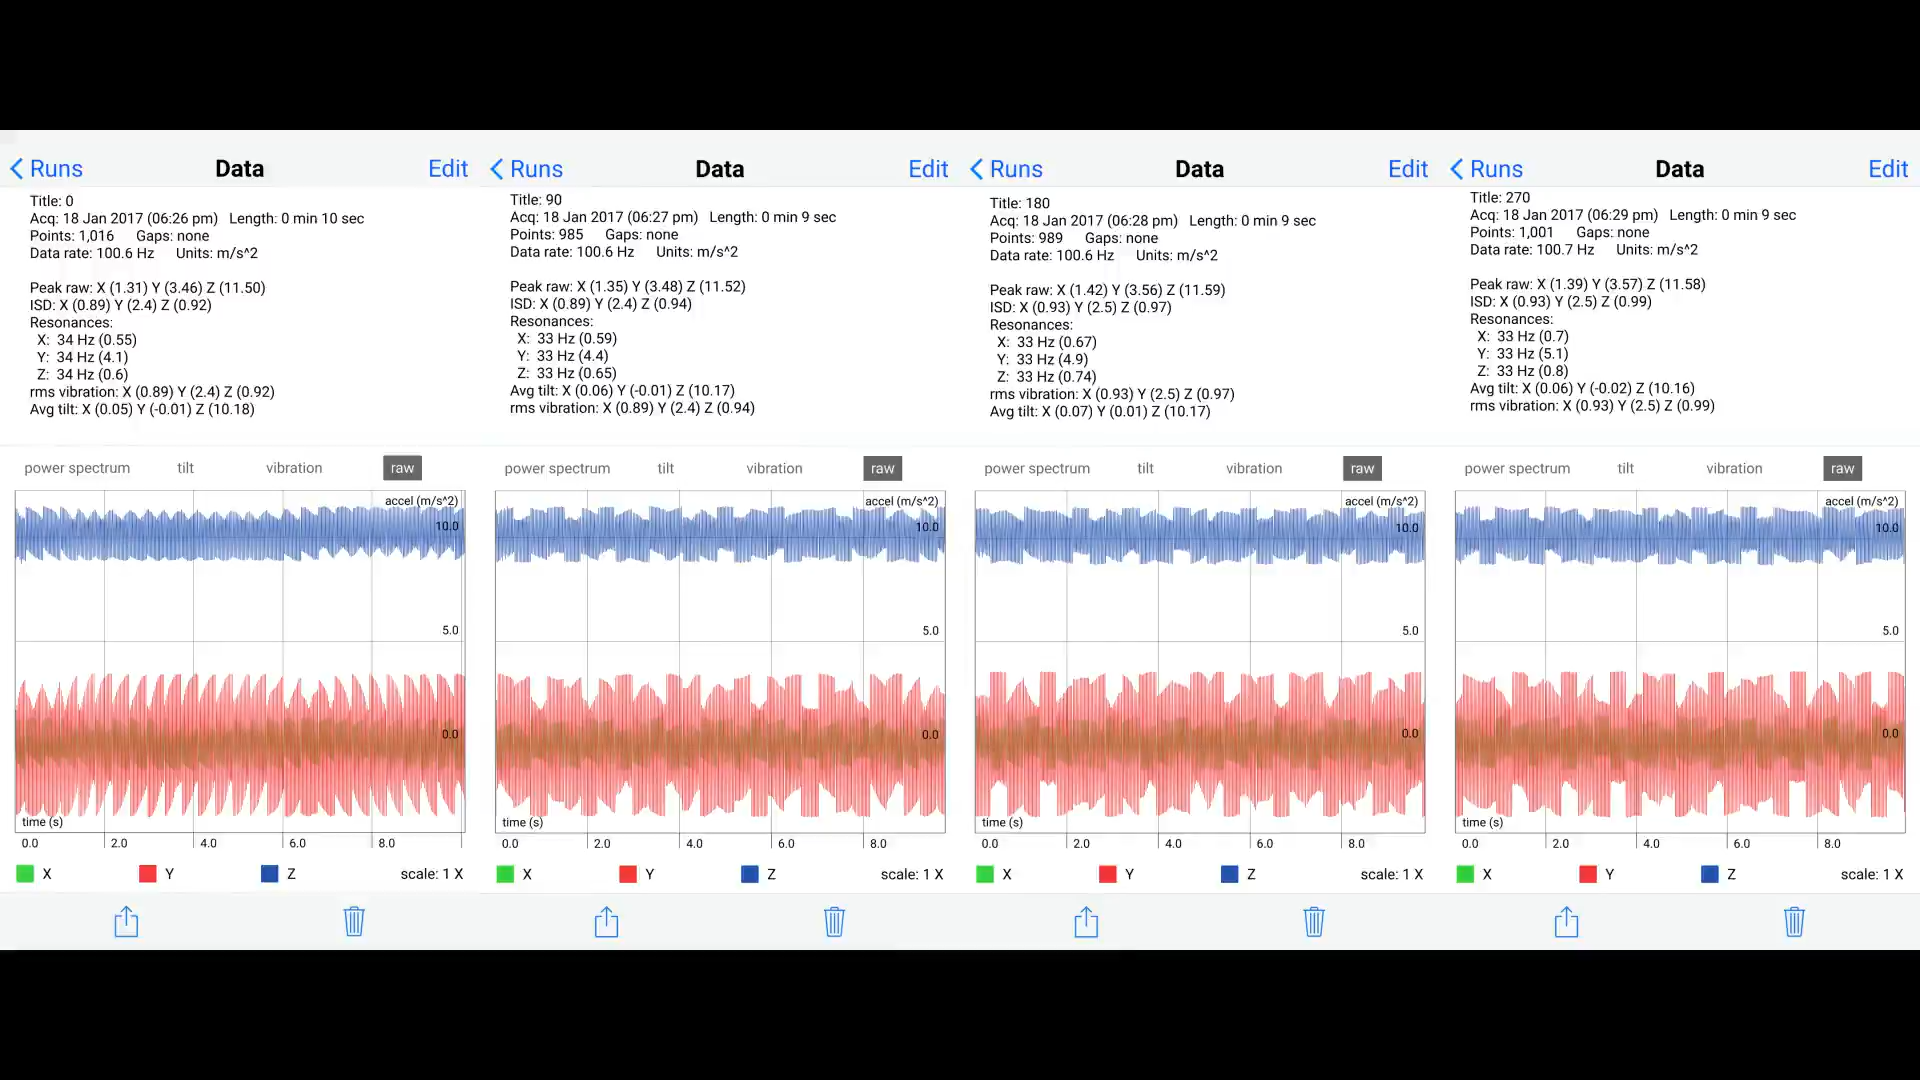 Runs Data Edit
Title: 0
Acq: 18 Jan 2017 (06:26 pm) Length: 0 min 10 sec
Points: 1,016 Gaps: none
Data rate: 100.6 Hz Units: m/s^2
Peak raw: X (1.31) Y (3.46) Z (11.50)
ISD: X (0.89) Y (2.4) Z (0.92)
Resonances:
X: 34 Hz (0.55)
Y: 34 Hz (4.1)
Z: 34 Hz (0.6)
rms vibration: X (0.89) Y (2.4) Z (0.92)
Avg tilt: X (0.05) Y (-0.01) Z (10.18)
power spectrum tilt vibration raw
accel (m/s^2)
10.0
5.0
0.0
time (s)
0.0 2.0 4.0 6.0 8.0
X Y Z scale: 1 X
Runs Data Edit
Title: 90
Acq: 18 Jan 2017 (06:27 pm) Length: 0 min 9 sec
Points: 985 Gaps: none
Data rate: 100.6 Hz Units: m/s^2
Peak raw: X (1.35) Y (3.48) Z (11.52)
ISD: X (0.89) Y (2.4) Z (0.94)
Resonances:
X: 33 Hz (0.59)
Y: 33 Hz (4.4)
Z: 33 Hz (0.65)
Avg tilt: X (0.06) Y (-0.01) Z (10.17)
rms vibration: X (0.89) Y (2.4) Z (0.94)
power spectrum tilt vibration raw
accel (m/s^2)
10.0
5.0
0.0
time (s)
0.0 2.0 4.0 6.0 8.0
X Y Z scale: 1 X
Runs Data Edit
Title: 180
Acq: 18 Jan 2017 (06:28 pm) Length: 0 min 9 sec
Points: 989 Gaps: none
Data rate: 100.6 Hz Units: m/s^2
Peak raw: X (1.42) Y (3.56) Z (11.59)
ISD: X (0.93) Y (2.5) Z (0.97)
Resonances:
X: 33 Hz (0.67)
Y: 33 Hz (4.9)
Z: 33 Hz (0.74)
rms vibration: X (0.93) Y (2.5) Z (0.97)
Avg tilt: X (0.07) Y (0.01) Z (10.17)
power spectrum tilt vibration raw
accel (m/s^2)
10.0
5.0
0.0
time (s)
0.0 2.0 4.0 6.0 8.0
X Y Z scale: 1 X
Runs Data Edit
Title: 270
Acq: 18 Jan 2017 (06:29 pm) Length: 0 min 9 sec
Points: 1,001 Gaps: none
Data rate: 100.7 Hz Units: m/s^2
Peak raw: X (1.39) Y (3.57) Z (11.58)
ISD: X (0.93) Y (2.5) Z (0.99)
Resonances:
X: 33 Hz (0.7)
Y: 33 Hz (5.1)
Z: 33 Hz (0.8)
Avg tilt: X (0.06) Y (-0.02) Z (10.16)
rms vibration: X (0.93) Y (2.5) Z (0.99)
power spectrum tilt vibration raw
accel (m/s^2)
10.0
5.0
0.0
time (s)
0.0 2.0 4.0 6.0 8.0
X Y Z scale: 1 X